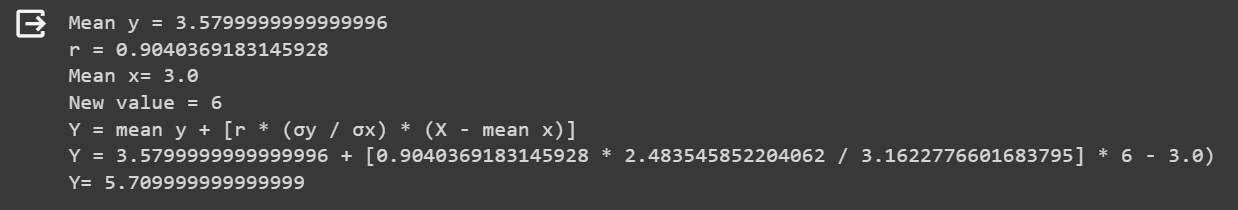 Mean y = 3.5799999999999996
r = 0.9040369183145928
Mean x= 3.0
New value = 6
Y = mean y + [r * (σy / σx) * (X - mean x)]
Y = 3.5799999999999996 + [0.9040369183145928 * 2.483545852204062 / 3.1622776601683795] * 6 - 3.0)
Y= 5.709999999999999